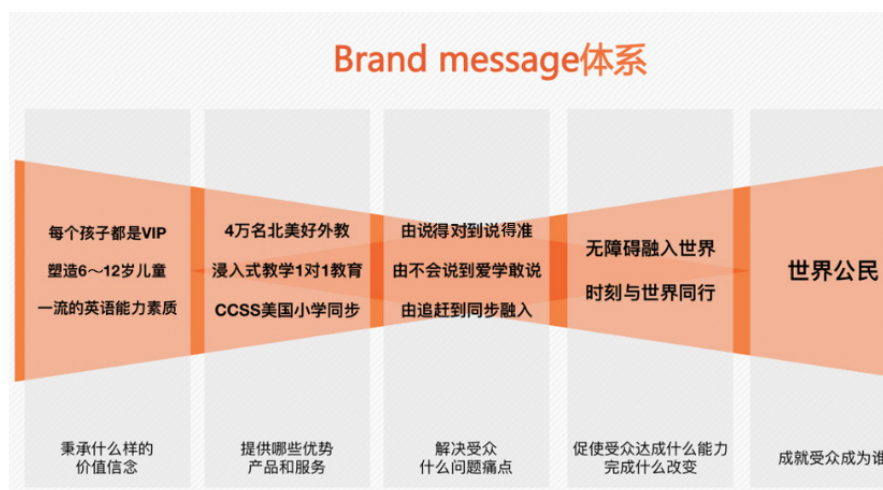 Brand message体系
每个孩子都是VIP
塑造6～12岁儿童
一流的英语能力素质
4万名北美好外教
浸入式教学1对1教育
CCSS美国小学同步
由说得对到说得准
由不会说到爱学敢说
由追赶到同步融入
无障碍融入世界
时刻与世界同行
世界公民
秉承什么样的
价值信念
提供哪些优势
产品和服务
解决受众
什么问题痛点
促使受众达成什么能力
完成什么改变
成就受众成为谁